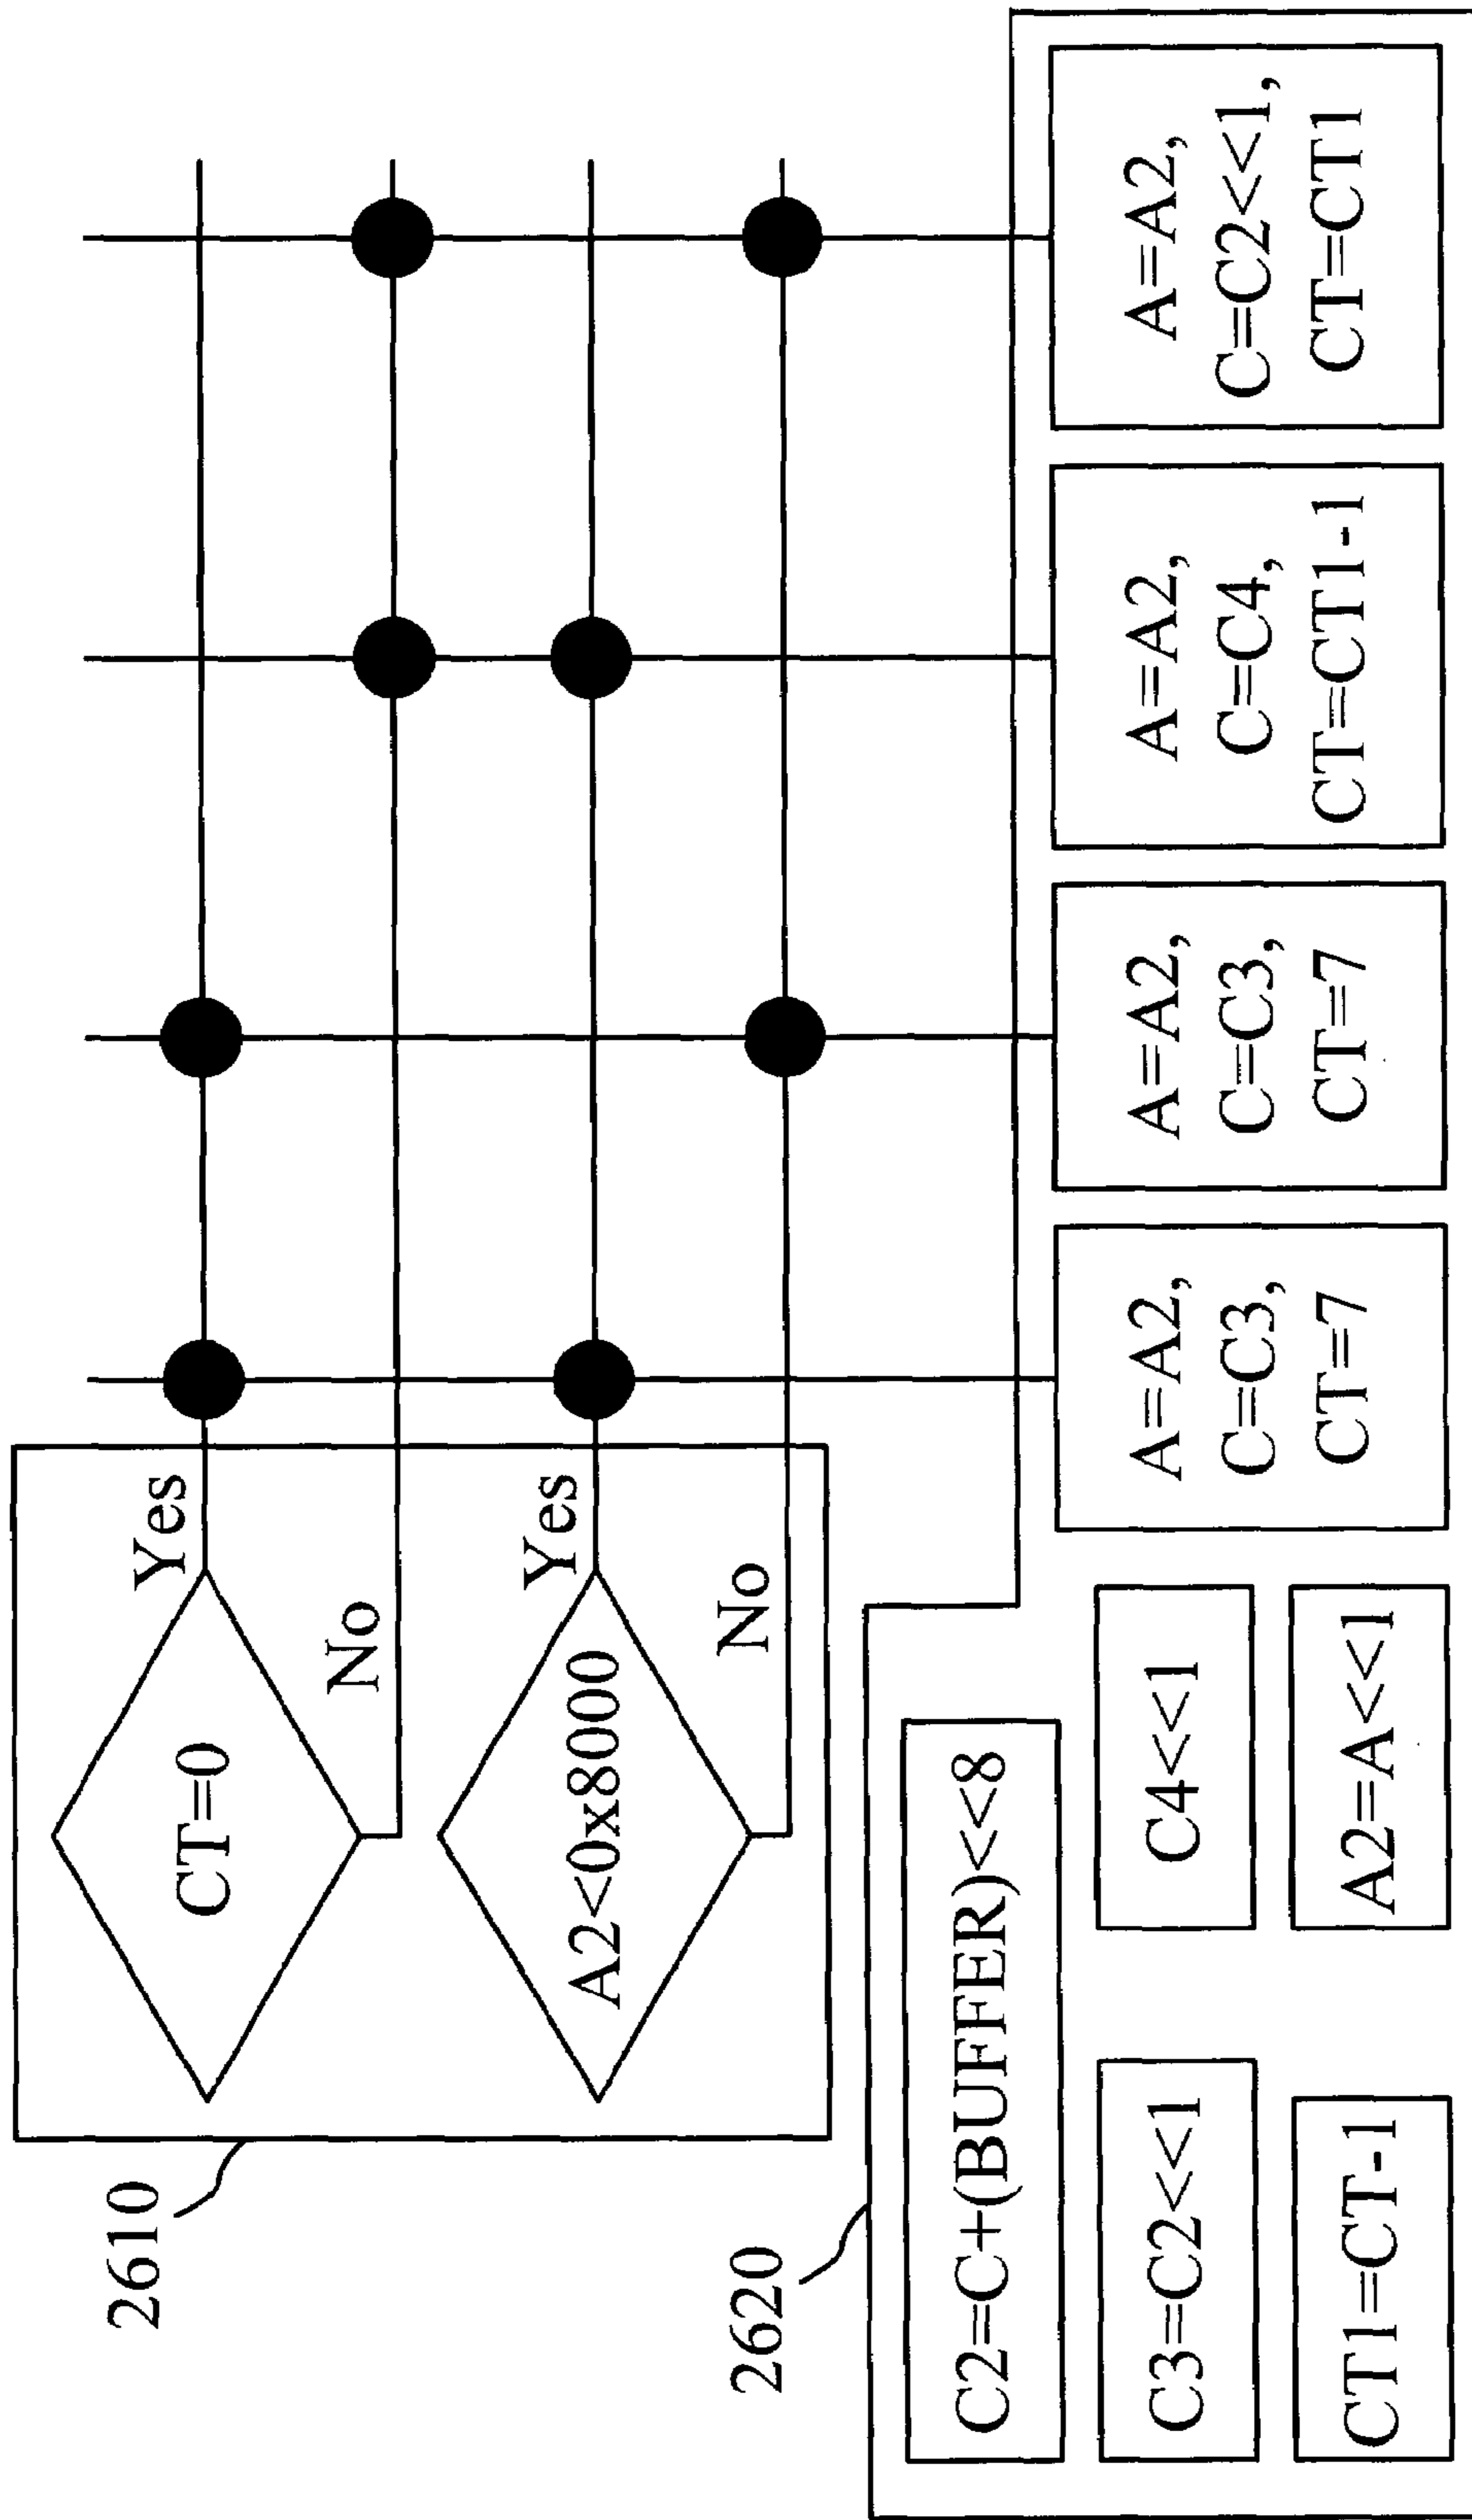 2610
CT=0
Yes
No
A2<0x8000
Yes
No
2620
C2=C+(BUFFER)<<8
C3=C2<<1
C4<<1
CT1=CT-1
A2=A<<1
A=A2,
C=C3,
CT=7
A=A2,
C=C3,
CT=7
A=A2,
C=C4,
CT=CT1-1
A=A2,
C=C2<<1,
CT=CT1